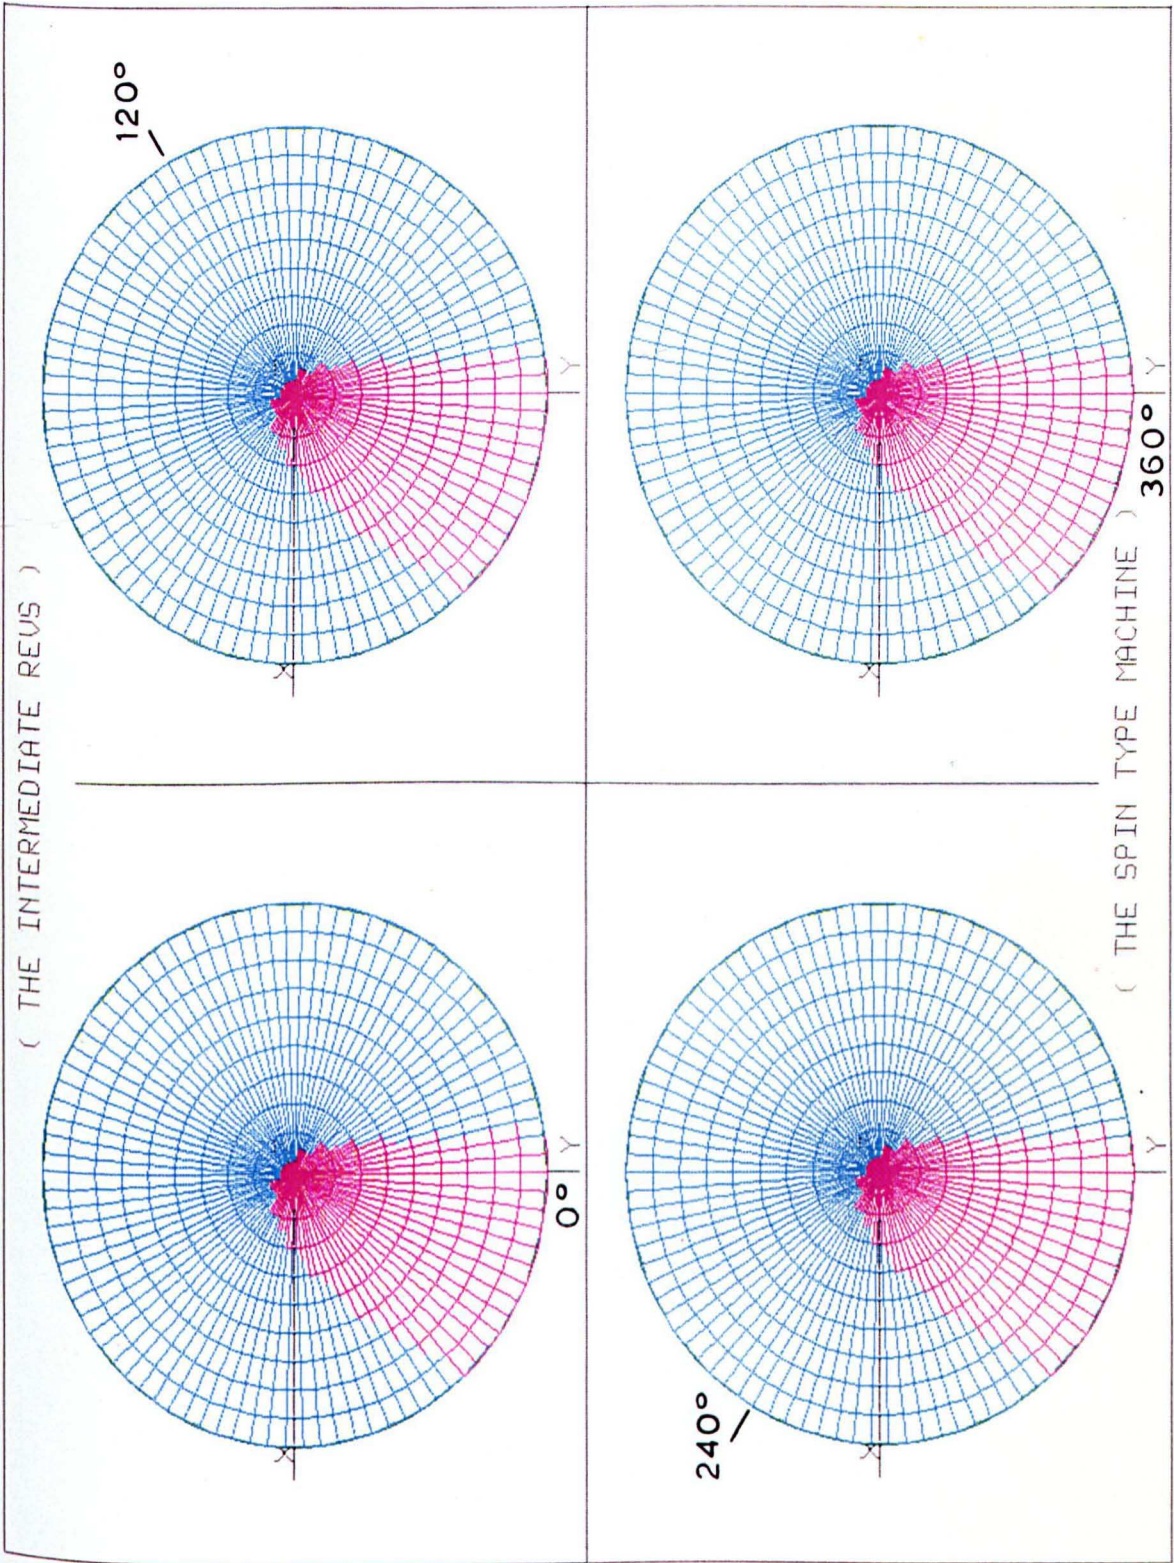 ( THE INTERMEDIATE REVS )
0°
Y
X
120°
Y
X
240°
Y
X
360°
Y
X
( THE SPIN TYPE MACHINE )